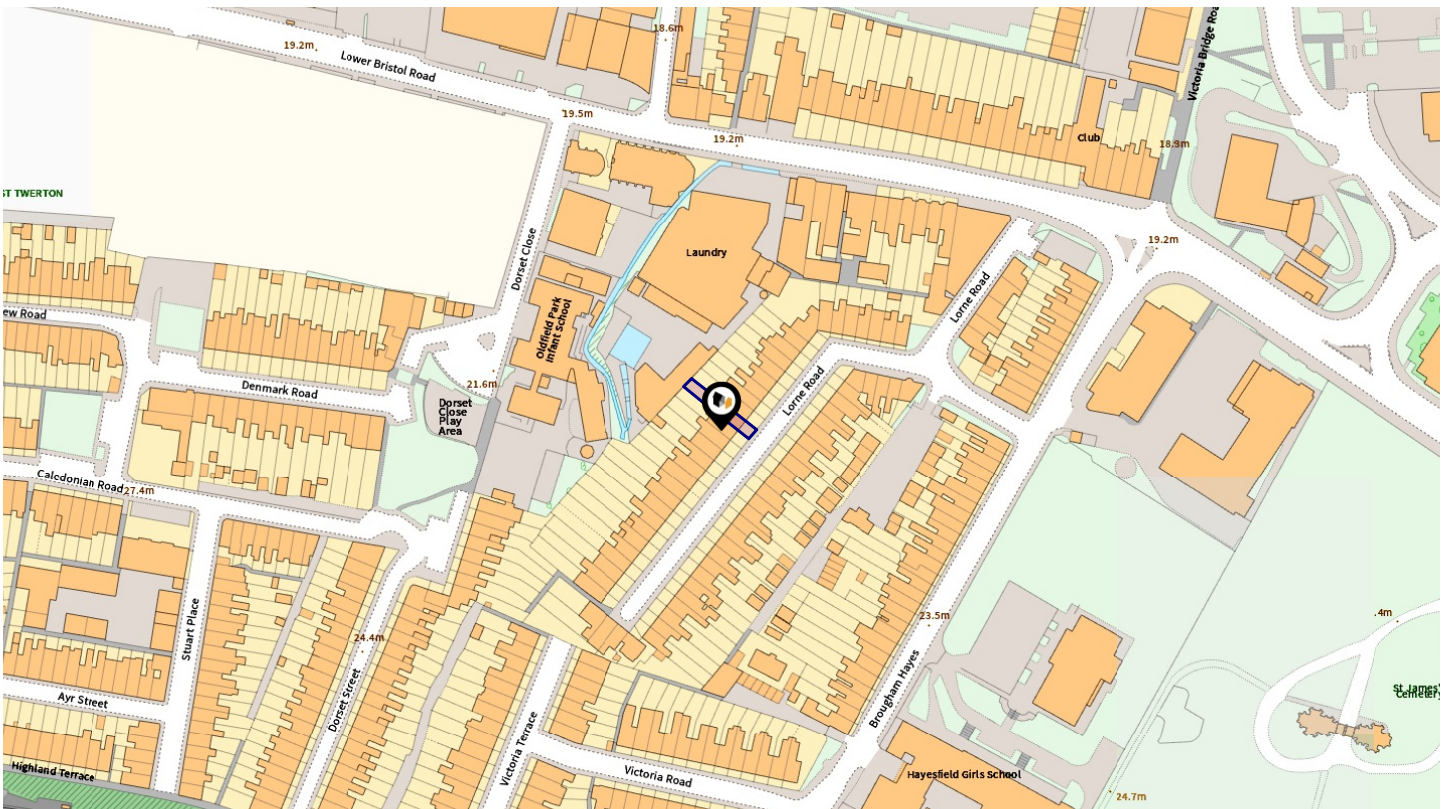 18.6m
19.2m
Lower Bristol Road
Victoria Bridge Roa
19.5m
19.2m
Club
18.3m
ST TWERTON
Dorset Close
Laundry
19.2m
Lorne Road
Oldfield Park
Infant School
ew Road
21.6m
Denmark Road
Dorset
Close
Play
Area
Lorne Road
Caledonian Road
27.4m
Stuart Place
24.4m
23.5m
.4m
Ayr Street
Dorset Street
Brougham Hayes
St James'
Cemetery
Victoria Terrace
Highland Terrace
Victoria Road
Hayesfield Girls School
24.7m